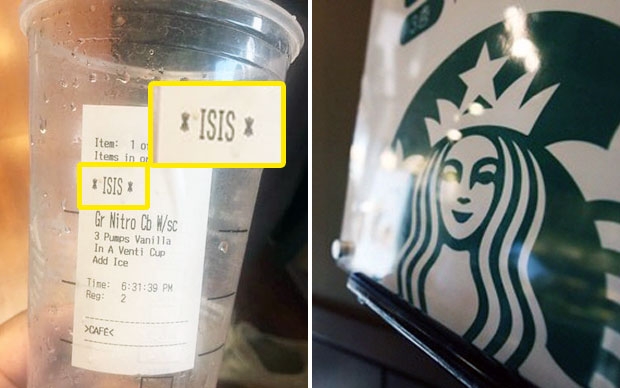 * ISIS *
Item: 1 o
Items in or
* ISIS *
Gr Nitro Cb W/sc
3 Pumps Vanilla
In A Venti Cup
Add Ice
Time: 6:31:39 PM
Reg: 2
>CAFE<